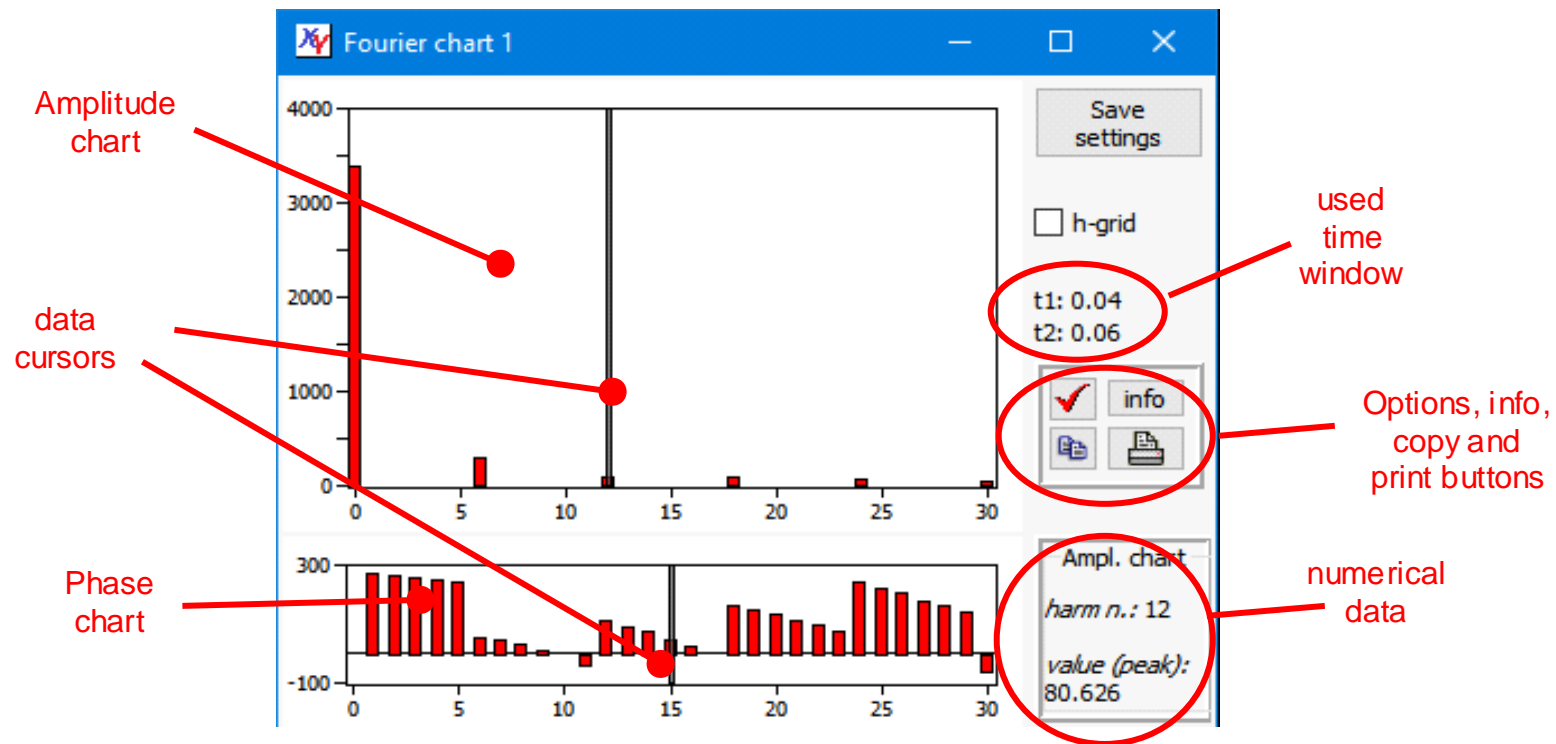 XY Fourier chart 1
Amplitude
chart
4000
3000
2000
1000
0
0 5 10 15 20 25 30
Save
settings
h-grid
t1: 0.04
t2: 0.06
used
time
window
data
cursors
info
Options, info,
copy and
print buttons
Phase
chart
300
-100
0 5 10 15 20 25 30
Ampl. chart
harm n.: 12
value (peak):
80.626
numerical
data